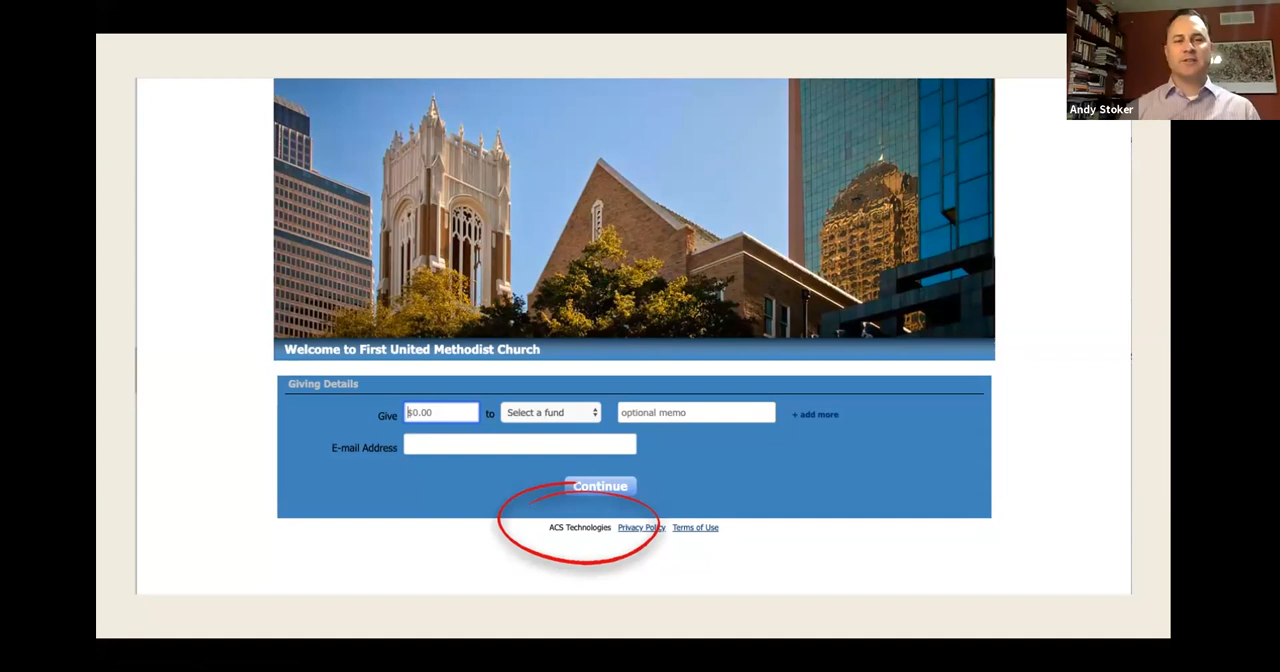 Andy Stoker
Welcome to First United Methodist Church
Giving Details
Give $0.00 to Select a fund optional memo + add more
E-mail Address
Continue
ACS Technologies Privacy Policy Terms of Use